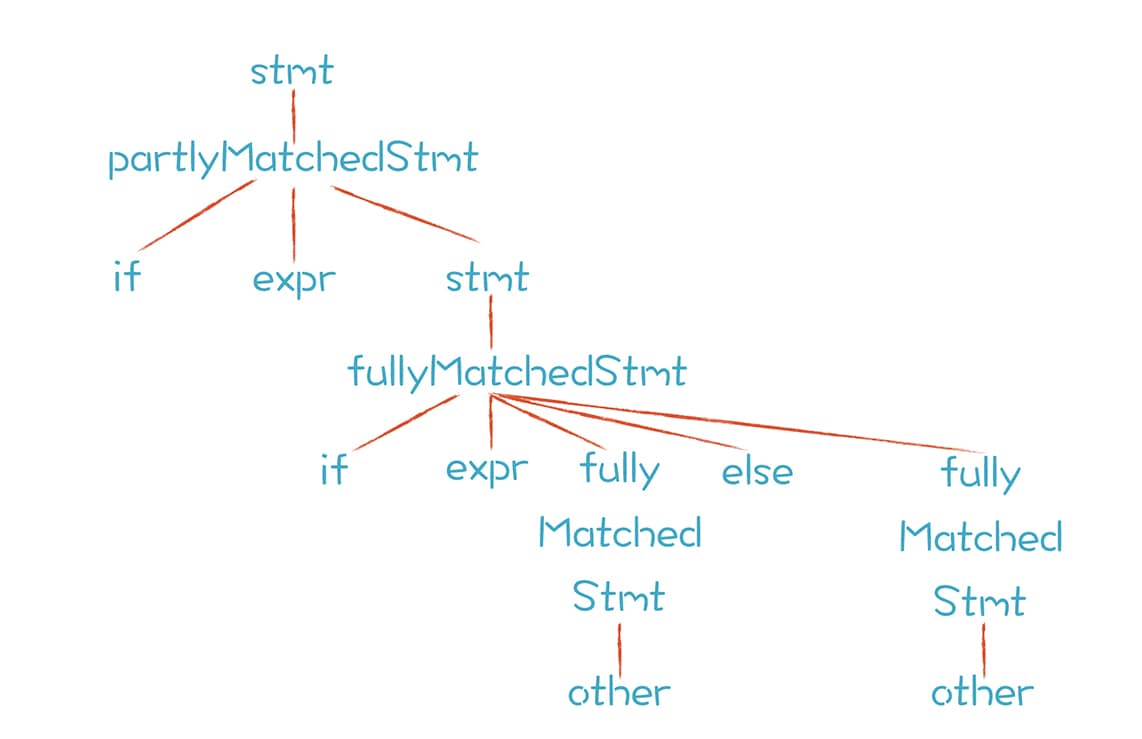 stmt
partlyMatchedStmt
if expr stmt
fullyMatchedStmt
if expr fully else fully
Matched Matched
Stmt Stmt
other other